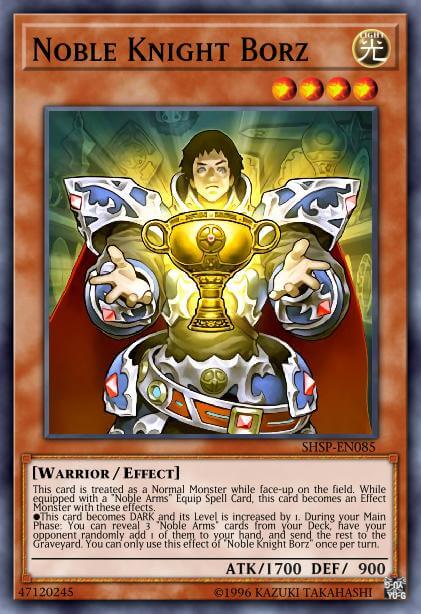 Noble Knight Borz
LIGHT
光
SHSP-EN085
[Warrior / Effect]
This card is treated as a Normal Monster while face-up on the field. While
equipped with a "Noble Arms" Equip Spell Card, this card becomes an Effect
Monster with these effects.
●This card becomes DARK and its Level is increased by 1. During your Main
Phase: You can reveal 3 "Noble Arms" cards from your Deck, have your
opponent randomly add 1 of them to your hand, and send the rest to the
Graveyard. You can only use this effect of "Noble Knight Borz" once per turn.
ATK/1700 DEF/ 900
47120245
©1996 KAZUKI TAKAHASHI